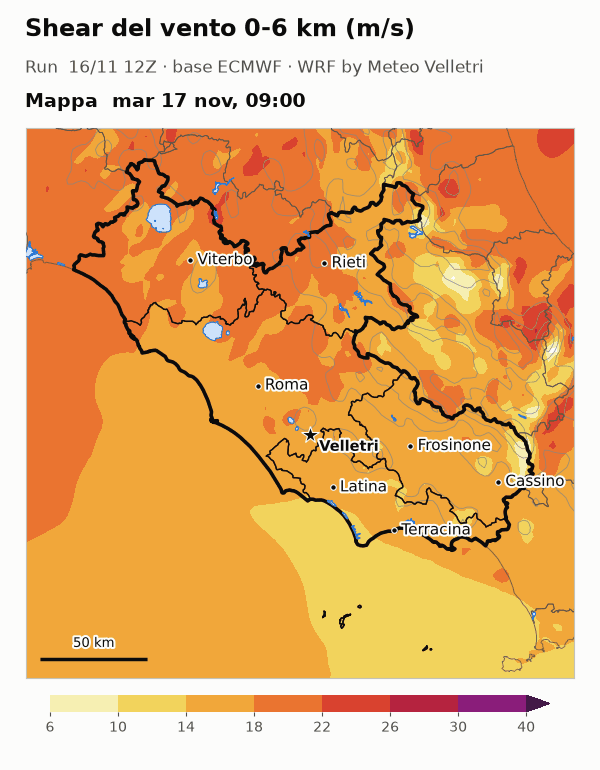 Shear del vento 0-6 km (m/s)
Run  16/11 12Z · base ECMWF · WRF by Meteo Velletri
Mappa  mar 17 nov, 09:00
Viterbo
Rieti
Roma
Velletri
Frosinone
Latina
Cassino
Terracina
50 km
6 10 14 18 22 26 30 40